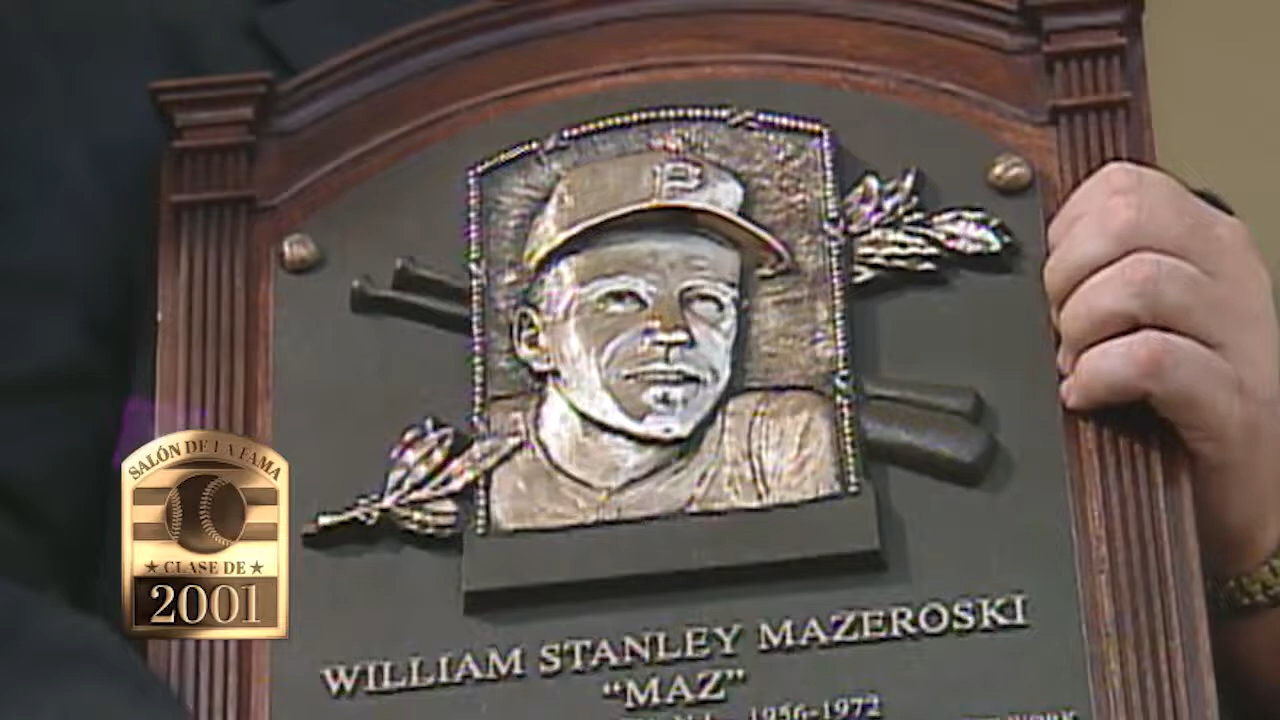 P
SALÓN DE LA FAMA
★ CLASE DE ★
2001
WILLIAM STANLEY MAZEROSKI
“MAZ”
1956-1972